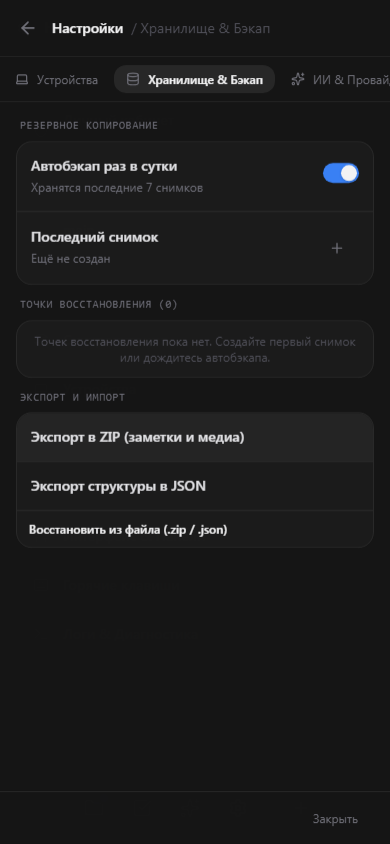 Настройки / Хранилище & Бэкап
Устройства Хранилище & Бэкап ИИ & Провай
РЕЗЕРВНОЕ КОПИРОВАНИЕ
Автобэкап раз в сутки
Хранятся последние 7 снимков
Последний снимок
Ещё не создан
ТОЧКИ ВОССТАНОВЛЕНИЯ (0)
Точек восстановления пока нет. Создайте первый снимок
или дождитесь автобэкапа.
ЭКСПОРТ И ИМПОРТ
Экспорт в ZIP (заметки и медиа)
Экспорт структуры в JSON
Восстановить из файла (.zip / .json)
Закрыть